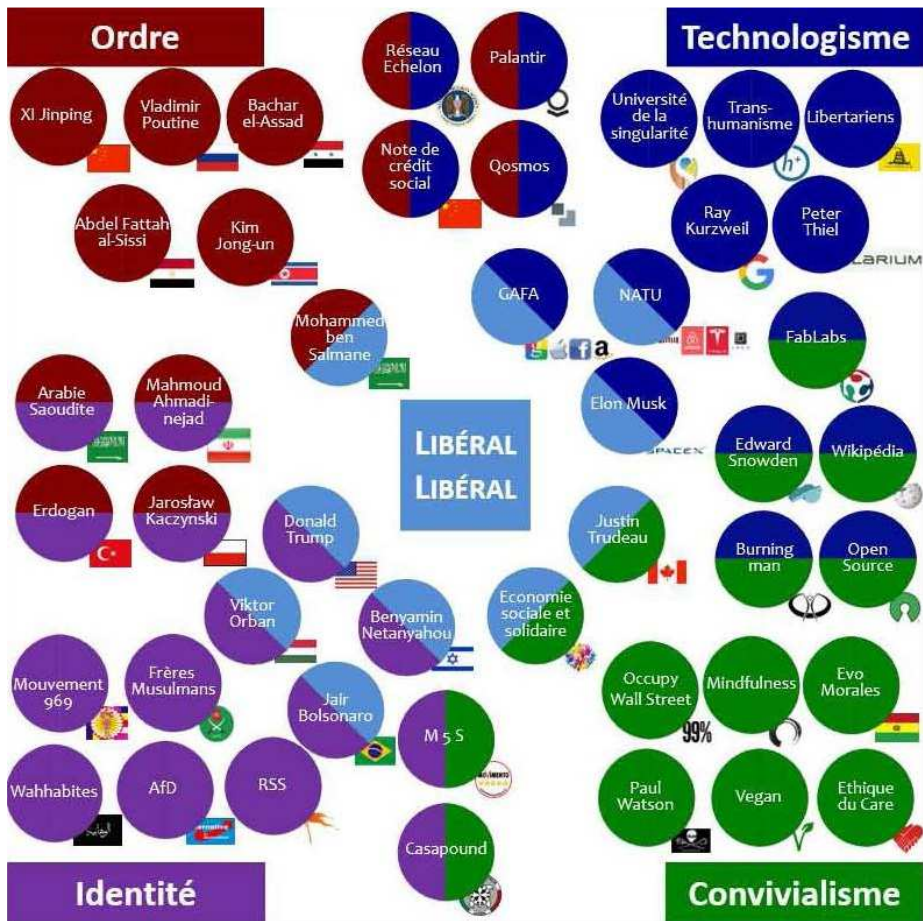 Ordre
Technologisme
Réseau
Echelon
Palantir
XI Jinping
Vladimir
Poutine
Bachar
el-Assad
Université
de la
singularité
Trans-
humanisme
Libertariens
h+
Note de
crédit
social
Qosmos
Abdel Fattah
al-Sissi
Kim
Jong-un
Ray
Kurzweil
Peter
Thiel
G
CLARIUM
GAFA
NATU
Mohammed
ben
Salmane
g
f
a
FabLabs
Arabie
Saoudite
Mahmoud
Ahmadi-
nejad
Elon Musk
SPACEX
LIBÉRAL
LIBÉRAL
Edward
Snowden
Wikipédia
Erdogan
Jarosław
Kaczynski
Donald
Trump
Justin
Trudeau
Burning
man
Open
Source
Viktor
Orban
Benyamin
Netanyahou
Economie
sociale et
solidaire
Mouvement
969
Frères
Musulmans
Jair
Bolsonaro
M 5 S
MOVIMENTO
Occupy
Wall Street
99%
Mindfulness
Evo
Morales
Wahhabites
AfD
RSS
Paul
Watson
Vegan
Ethique
du Care
Casapound
Identité
Convivialisme